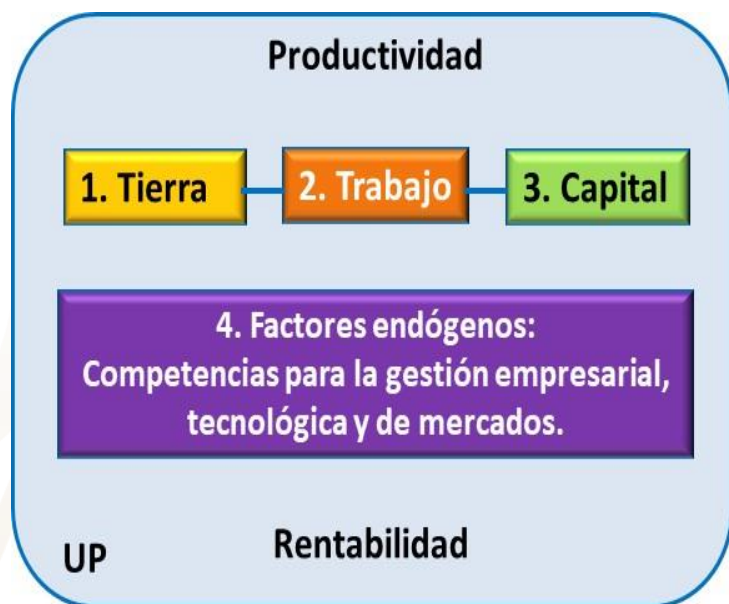 Productividad
1. Tierra
2. Trabajo
3. Capital
4. Factores endógenos:
Competencias para la gestión empresarial,
tecnológica y de mercados.
Rentabilidad
UP